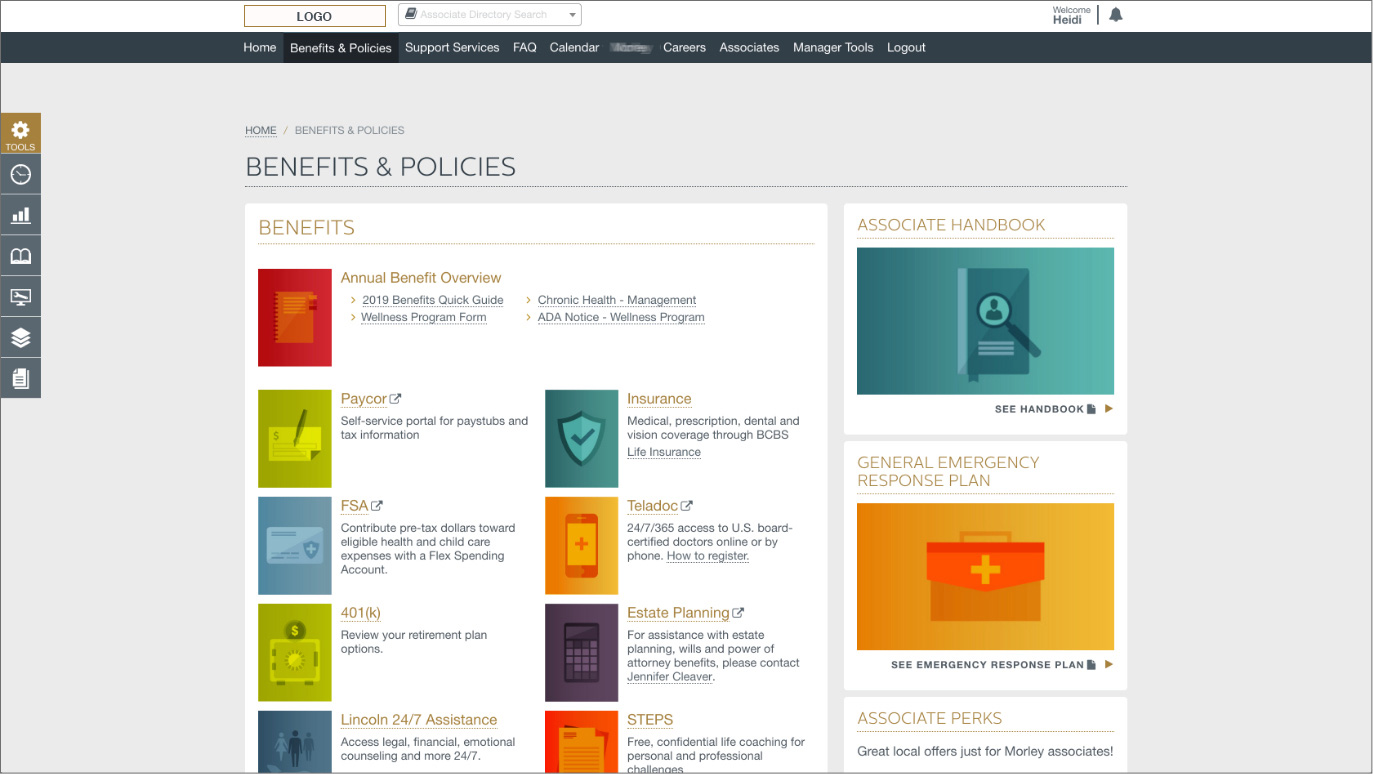 LOGO
Associate Directory Search
Welcome
Heidi
Home Benefits & Policies Support Services FAQ Calendar Careers Associates Manager Tools Logout
TOOLS
HOME / BENEFITS & POLICIES
BENEFITS & POLICIES
BENEFITS
Annual Benefit Overview
2019 Benefits Quick Guide
Chronic Health - Management
Wellness Program Form
ADA Notice - Wellness Program
Paycor
Self-service portal for paystubs and
tax information
Insurance
Medical, prescription, dental and
vision coverage through BCBS
Life Insurance
FSA
Contribute pre-tax dollars toward
eligible health and child care
expenses with a Flex Spending
Account.
Teladoc
24/7/365 access to U.S. board-
certified doctors online or by
phone. How to register.
401(k)
Review your retirement plan
options.
Estate Planning
For assistance with estate
planning, wills and power of
attorney benefits, please contact
Jennifer Cleaver.
Lincoln 24/7 Assistance
Access legal, financial, emotional
counseling and more 24/7.
STEPS
Free, confidential life coaching for
personal and professional
challenges
ASSOCIATE HANDBOOK
SEE HANDBOOK
GENERAL EMERGENCY
RESPONSE PLAN
SEE EMERGENCY RESPONSE PLAN
ASSOCIATE PERKS
Great local offers just for Morley associates!
$
$